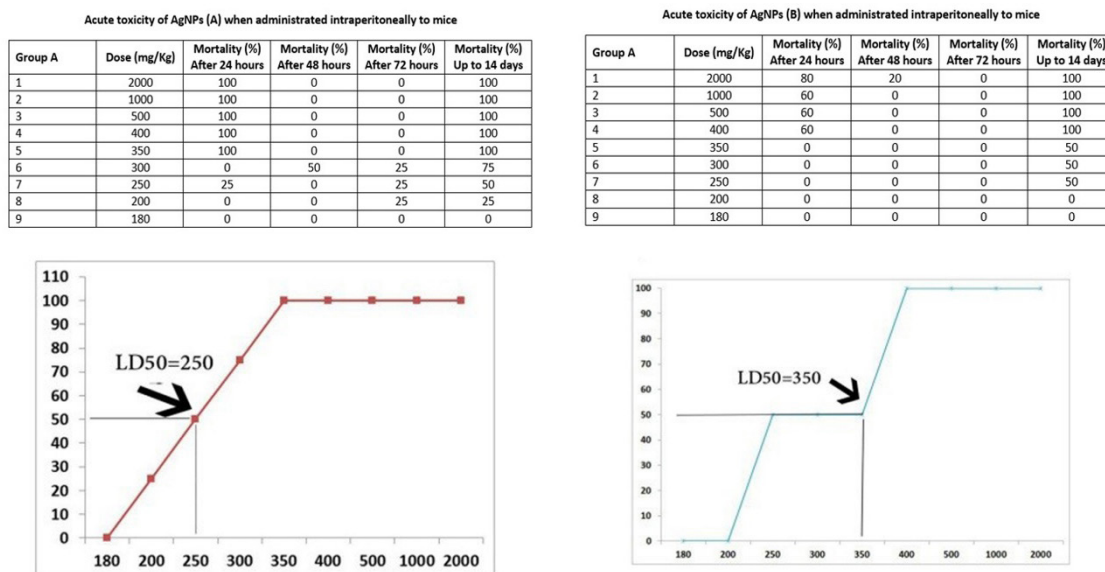 Acute toxicity of AgNPs (A) when administrated intraperitoneally to mice
Group A Dose (mg/Kg) Mortality (%) After 24 hours Mortality (%) After 48 hours Mortality (%) After 72 hours Mortality (%) Up to 14 days
1 2000 100 0 0 100
2 1000 100 0 0 100
3 500 100 0 0 100
4 400 100 0 0 100
5 350 100 0 0 100
6 300 0 50 25 75
7 250 25 0 25 50
8 200 0 0 25 25
9 180 0 0 0 0
Acute toxicity of AgNPs (B) when administrated intraperitoneally to mice
Group A Dose (mg/Kg) Mortality (%) After 24 hours Mortality (%) After 48 hours Mortality (%) After 72 hours Mortality (%) Up to 14 days
1 2000 80 20 0 100
2 1000 60 0 0 100
3 500 60 0 0 100
4 400 60 0 0 100
5 350 0 0 0 50
6 300 0 0 0 50
7 250 0 0 0 50
8 200 0 0 0 0
9 180 0 0 0 0
110
100
90
80
70
60
50
40
30
20
10
0
LD50=250
180 200 250 300 350 400 500 1000 2000
100
90
80
70
60
50
40
30
20
10
0
LD50=350
180 200 250 300 350 400 500 1000 2000